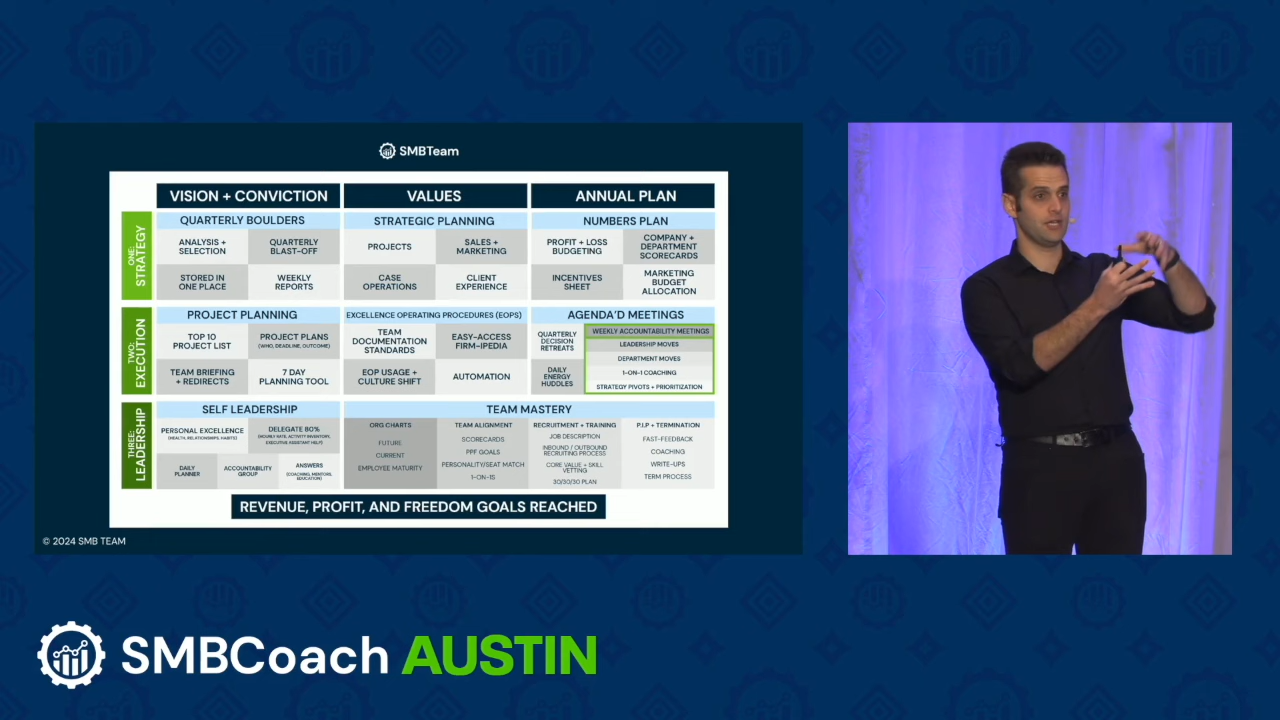 SMBTeam
VISION + CONVICTION
VALUES
ANNUAL PLAN
ONE:
STRATEGY
QUARTERLY BOULDERS
STRATEGIC PLANNING
NUMBERS PLAN
ANALYSIS +
SELECTION
QUARTERLY
BLAST-OFF
PROJECTS
SALES +
MARKETING
PROFIT + LOSS
BUDGETING
COMPANY +
DEPARTMENT
SCORECARDS
STORED IN
ONE PLACE
WEEKLY
REPORTS
CASE
OPERATIONS
CLIENT
EXPERIENCE
INCENTIVES
SHEET
MARKETING
BUDGET
ALLOCATION
TWO:
EXECUTION
PROJECT PLANNING
EXCELLENCE OPERATING PROCEDURES (EOPS)
AGENDA'D MEETINGS
TOP 10
PROJECT LIST
PROJECT PLANS
(WHO, DEADLINE, OUTCOME)
TEAM
DOCUMENTATION
STANDARDS
EASY-ACCESS
FIRM-IPEDIA
QUARTERLY
DECISION
RETREATS
WEEKLY ACCOUNTABILITY MEETINGS
LEADERSHIP MOVES
DEPARTMENT MOVES
1-ON-1 COACHING
STRATEGY PIVOTS + PRIORITIZATION
TEAM BRIEFING
+ REDIRECTS
7 DAY
PLANNING TOOL
EOP USAGE +
CULTURE SHIFT
AUTOMATION
DAILY
ENERGY
HUDDLES
THREE:
LEADERSHIP
SELF LEADERSHIP
TEAM MASTERY
PERSONAL EXCELLENCE
(HEALTH, RELATIONSHIPS, HABITS)
DELEGATE 80%
(HOURLY RATE, ACTIVITY INVENTORY,
EXECUTIVE ASSISTANT HELP)
DAILY
PLANNER
ACCOUNTABILITY
GROUP
ANSWERS
(COACHING, MENTORS,
EDUCATION)
ORG CHARTS
FUTURE
CURRENT
EMPLOYEE MATURITY
TEAM ALIGNMENT
SCORECARDS
PPF GOALS
PERSONALITY/SEAT MATCH
1-ON-1S
RECRUITMENT + TRAINING
JOB DESCRIPTION
INBOUND / OUTBOUND
RECRUITING PROCESS
CORE VALUE + SKILL
VETTING
30/30/30 PLAN
P.I.P + TERMINATION
FAST-FEEDBACK
COACHING
WRITE-UPS
TERM PROCESS
REVENUE, PROFIT, AND FREEDOM GOALS REACHED
© 2024 SMB TEAM
SMBCoach AUSTIN